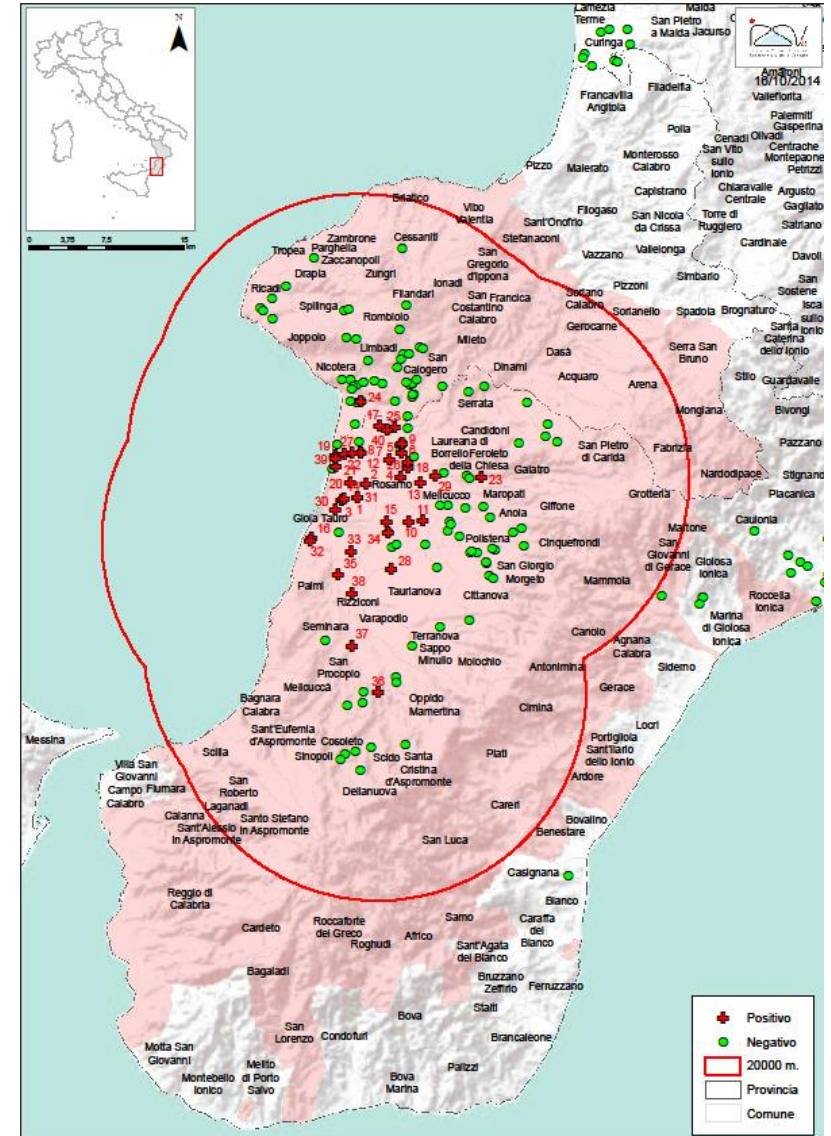 Lamezia
Terme
Maida
San Pietro
a Maida
Jacurso
Curinga
16/10/2014
Amaroni
Vallefiorita
Filadelfia
Francavilla
Angitola
Polia
Palermiti
Gasperina
Cenadi
Olivadi
Centrache
Montepaone
Petrizzi
San Vito
sullo
Ionio
Monterosso
Calabro
Pizzo
Maierato
Capistrano
Chiaravalle
Centrale
Argusto
Gagliato
Satriano
Filogaso
San Nicola
da Crissa
Torre di
Ruggiero
Cardinale
Davoli
Vallelonga
Vazzano
Simbario
San
Sostene
Isca
sullo
Ionio
Pizzoni
Briatico
Vibo
Valentia
Sant'Onofrio
Stefanaconi
Zambrone
Cessaniti
Parghelia
Tropea
Zaccanopoli
San
Gregorio
d'Ippona
Drapia
Zungri
Ionadi
Ricadi
Filandari
Spilinga
Rombiolo
San
Costantino
Calabro
Francica
Soriano
Calabro
Sorianello
Spadola
Brognaturo
Gerocarne
Santa
Caterina
dello Ionio
Joppolo
Limbadi
Mileto
Serra San
Bruno
Dasà
San
Calogero
Nicotera
Dinami
Acquaro
Arena
Stilo
Guardavalle
24
Serrata
Mongiana
Bivongi
17
25
Candidoni
40
9
19
27
Laureana di
Borrello
Feroleto
della Chiesa
San Pietro
di Caridà
Fabrizia
Pazzano
39
22
8
7
5
6
12
26
18
Galatro
Nardodipace
Stignano
21
2
4
20
Rosarno
13
29
23
Placanica
Grotteria
30
31
Melicucco
Maropati
Giffone
3
1
Anoia
Gioia Tauro
15
11
Martone
Caulonia
16
10
34
Polistena
Cinquefrondi
San
Giovanni
di Gerace
Gioiosa
Ionica
32
33
San Giorgio
Morgeto
35
28
Mammola
Roccella
Ionica
Palmi
38
Taurianova
Cittanova
Rizziconi
Marina
di Gioiosa
Ionica
Varapodio
Seminara
Terranova
Sappo
Minulio
Canolo
Agnana
Calabra
37
San
Procopio
Molochio
Antonimina
Siderno
36
Melicuccà
Gerace
Bagnara
Calabra
Oppido
Mamertina
Ciminà
Locri
Sant'Eufemia
d'Aspromonte
Cosoleto
Portigliola
Sant'Ilario
dello Ionio
Messina
Scilla
Sinopoli
Scido
Santa
Cristina
d'Aspromonte
Platì
Villa San
Giovanni
Campo
Calabro
Fiumara
San
Roberto
Delianuova
Ardore
Laganadi
Careri
Calanna
Sant'Alessio
in Aspromonte
Santo Stefano
in Aspromonte
Bovalino
San Luca
Benestare
Casignana
Reggio di
Calabria
Bianco
Caraffa
del
Bianco
Cardeto
Roccaforte
del Greco
Roghudi
Samo
Africo
Sant'Agata
del Bianco
Bagaladi
Bruzzano
Zeffirio
Ferruzzano
Bova
Staiti
San
Lorenzo
Condofuri
Brancaleone
Motta San
Giovanni
Melito
di Porto
Salvo
Palizzi
Montebello
Ionico
Bova
Marina
N
0 3,75 7,5 15
km
Positivo
Negativo
20000 m.
Provincia
Comune